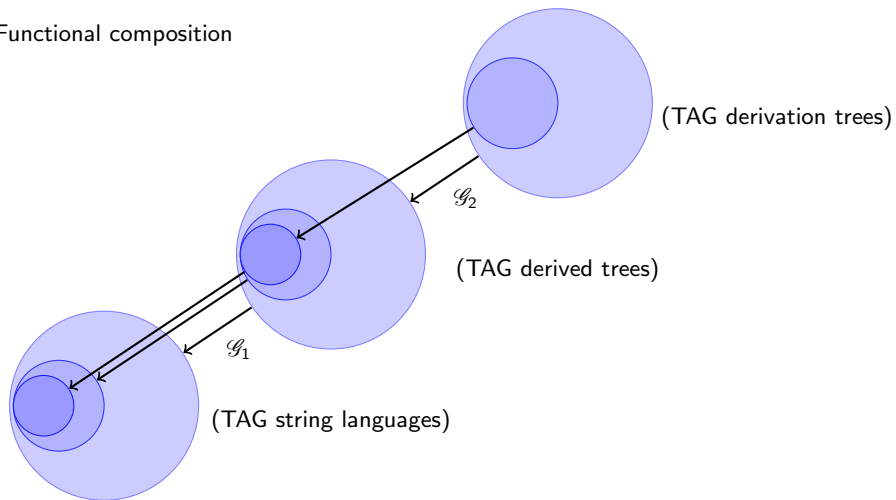 Functional composition
(TAG derivation trees)
𝒢2
(TAG derived trees)
𝒢1
(TAG string languages)